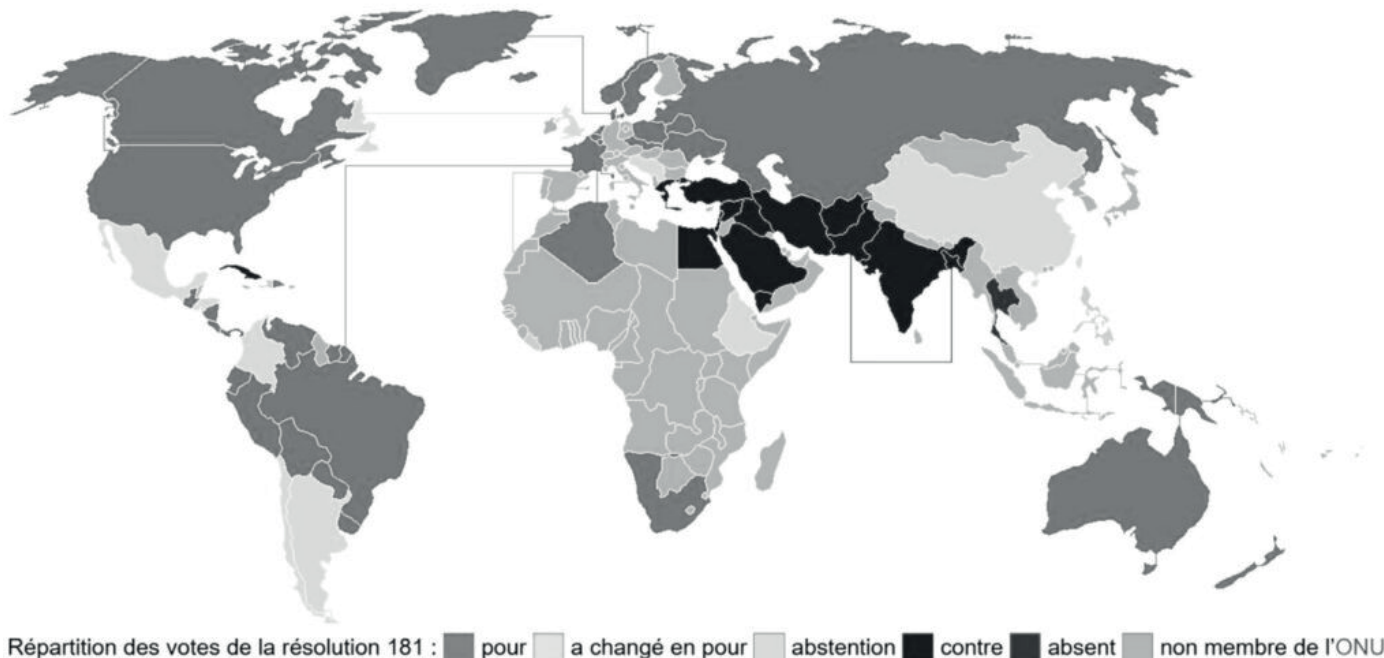 Répartition des votes de la résolution 181 : pour a changé en pour abstention contre absent non membre de l'ONU